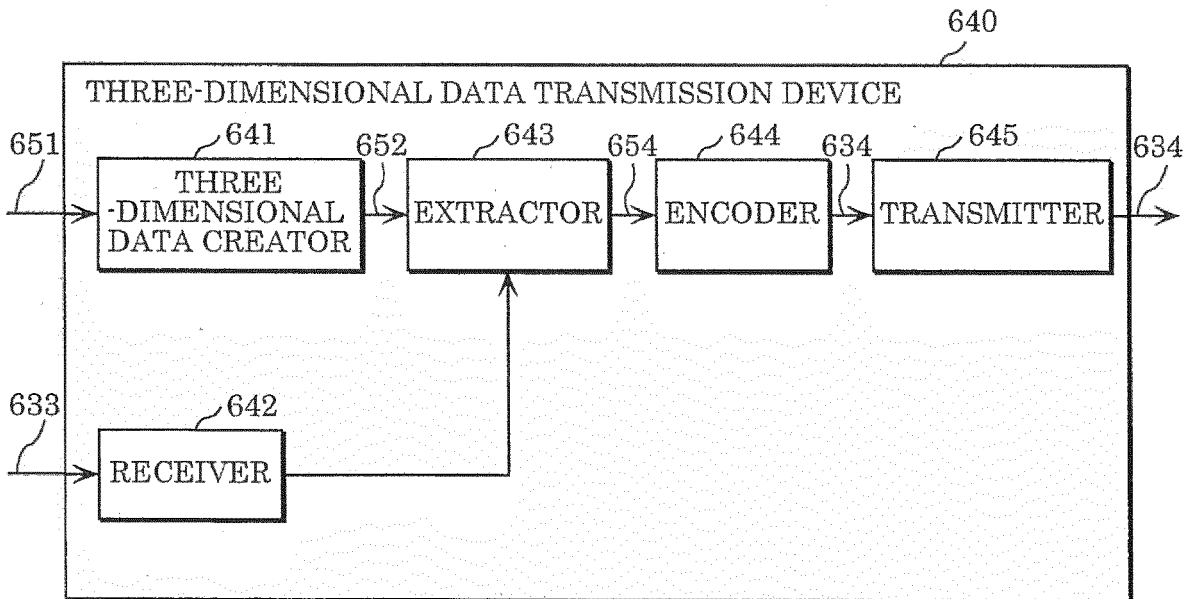 640
THREE-DIMENSIONAL DATA TRANSMISSION DEVICE
651
641
652
643
654
644
634
645
634
THREE
-DIMENSIONAL
DATA CREATOR
EXTRACTOR
ENCODER
TRANSMITTER
633
642
RECEIVER